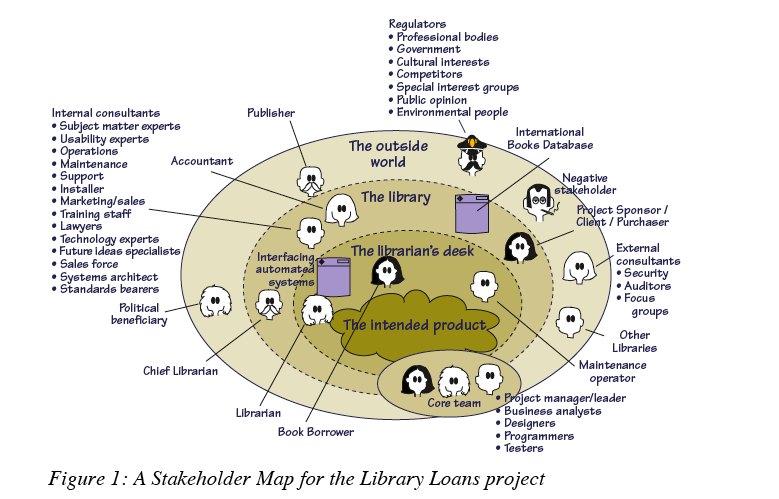 Regulators
• Professional bodies
• Government
• Cultural interests
• Competitors
• Special interest groups
• Public opinion
• Environmental people
Internal consultants
• Subject matter experts
• Usability experts
• Operations
• Maintenance
• Support
• Installer
• Marketing/sales
• Training staff
• Lawyers
• Technology experts
• Future ideas specialists
• Sales force
• Systems architect
• Standards bearers
Publisher
Accountant
The outside
world
International
Books Database
The library
Negative
stakeholder
Project Sponsor /
Client / Purchaser
Interfacing
automated
systems
The librarian's desk
External
consultants
• Security
• Auditors
• Focus
groups
Political
beneficiary
The intended product
Other
Libraries
Chief Librarian
Maintenance
operator
Librarian
Book Borrower
Core team
• Project manager/leader
• Business analysts
• Designers
• Programmers
• Testers
Figure 1: A Stakeholder Map for the Library Loans project